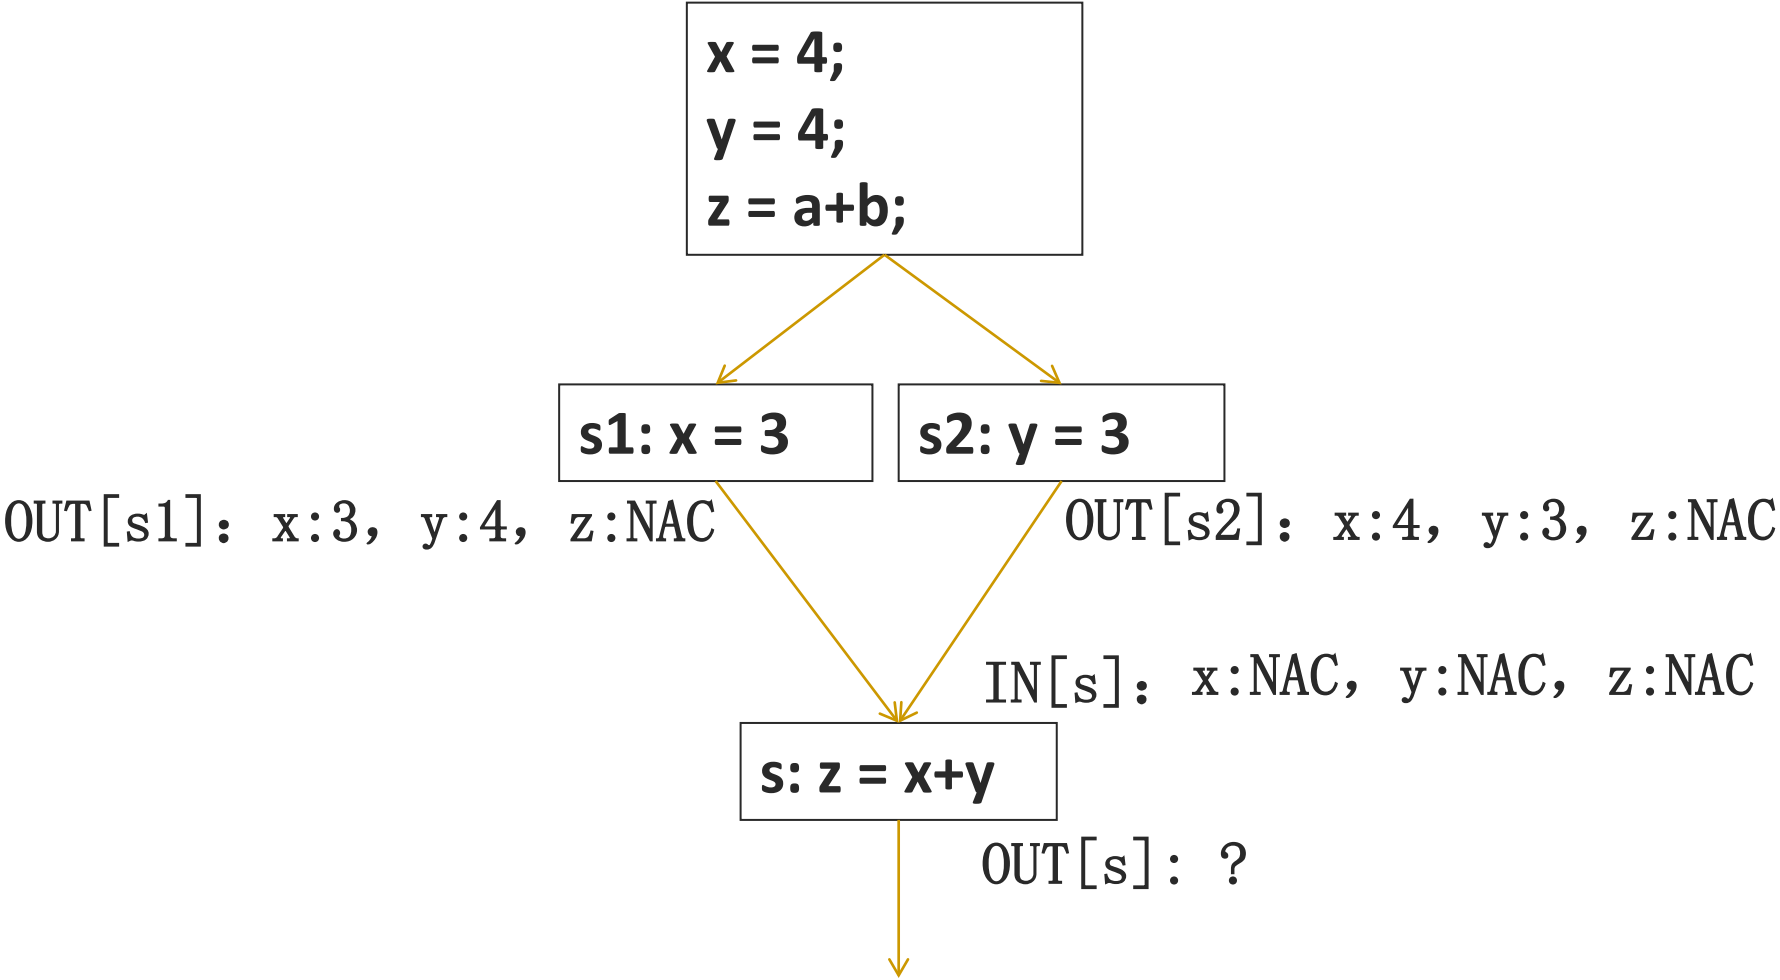 x = 4;
y = 4;
z = a+b;
s1: x = 3
s2: y = 3
OUT[s1]：x:3，y:4，z:NAC
OUT[s2]：x:4，y:3，z:NAC
IN[s]：x:NAC，y:NAC，z:NAC
s: z = x+y
OUT[s]: ?